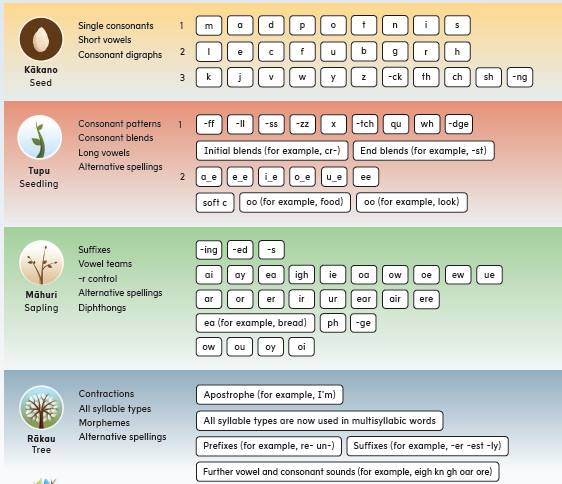 Kākano
Seed
Single consonants
Short vowels
Consonant digraphs
1 m a d p o t n i s
2 l e c f u b g r h
3 k j v w y z -ck th ch sh -ng
Tupu
Seedling
Consonant patterns
Consonant blends
Long vowels
Alternative spellings
1 -ff -ll -ss -zz x -tch qu wh -dge
Initial blends (for example, cr-) End blends (for example, -st)
2 a_e e_e i_e o_e u_e ee
soft c oo (for example, food) oo (for example, look)
Māhuri
Sapling
Suffixes
Vowel teams
-r control
Alternative spellings
Diphthongs
-ing -ed -s
ai ay ea igh ie oa ow oe ew ue
ar or er ir ur ear air ere
ea (for example, bread) ph -ge
ow ou oy oi
Rākau
Tree
Contractions
All syllable types
Morphemes
Alternative spellings
Apostrophe (for example, I'm)
All syllable types are now used in multisyllabic words
Prefixes (for example, re- un-) Suffixes (for example, -er -est -ly)
Further vowel and consonant sounds (for example, eigh kn gh oar ore)